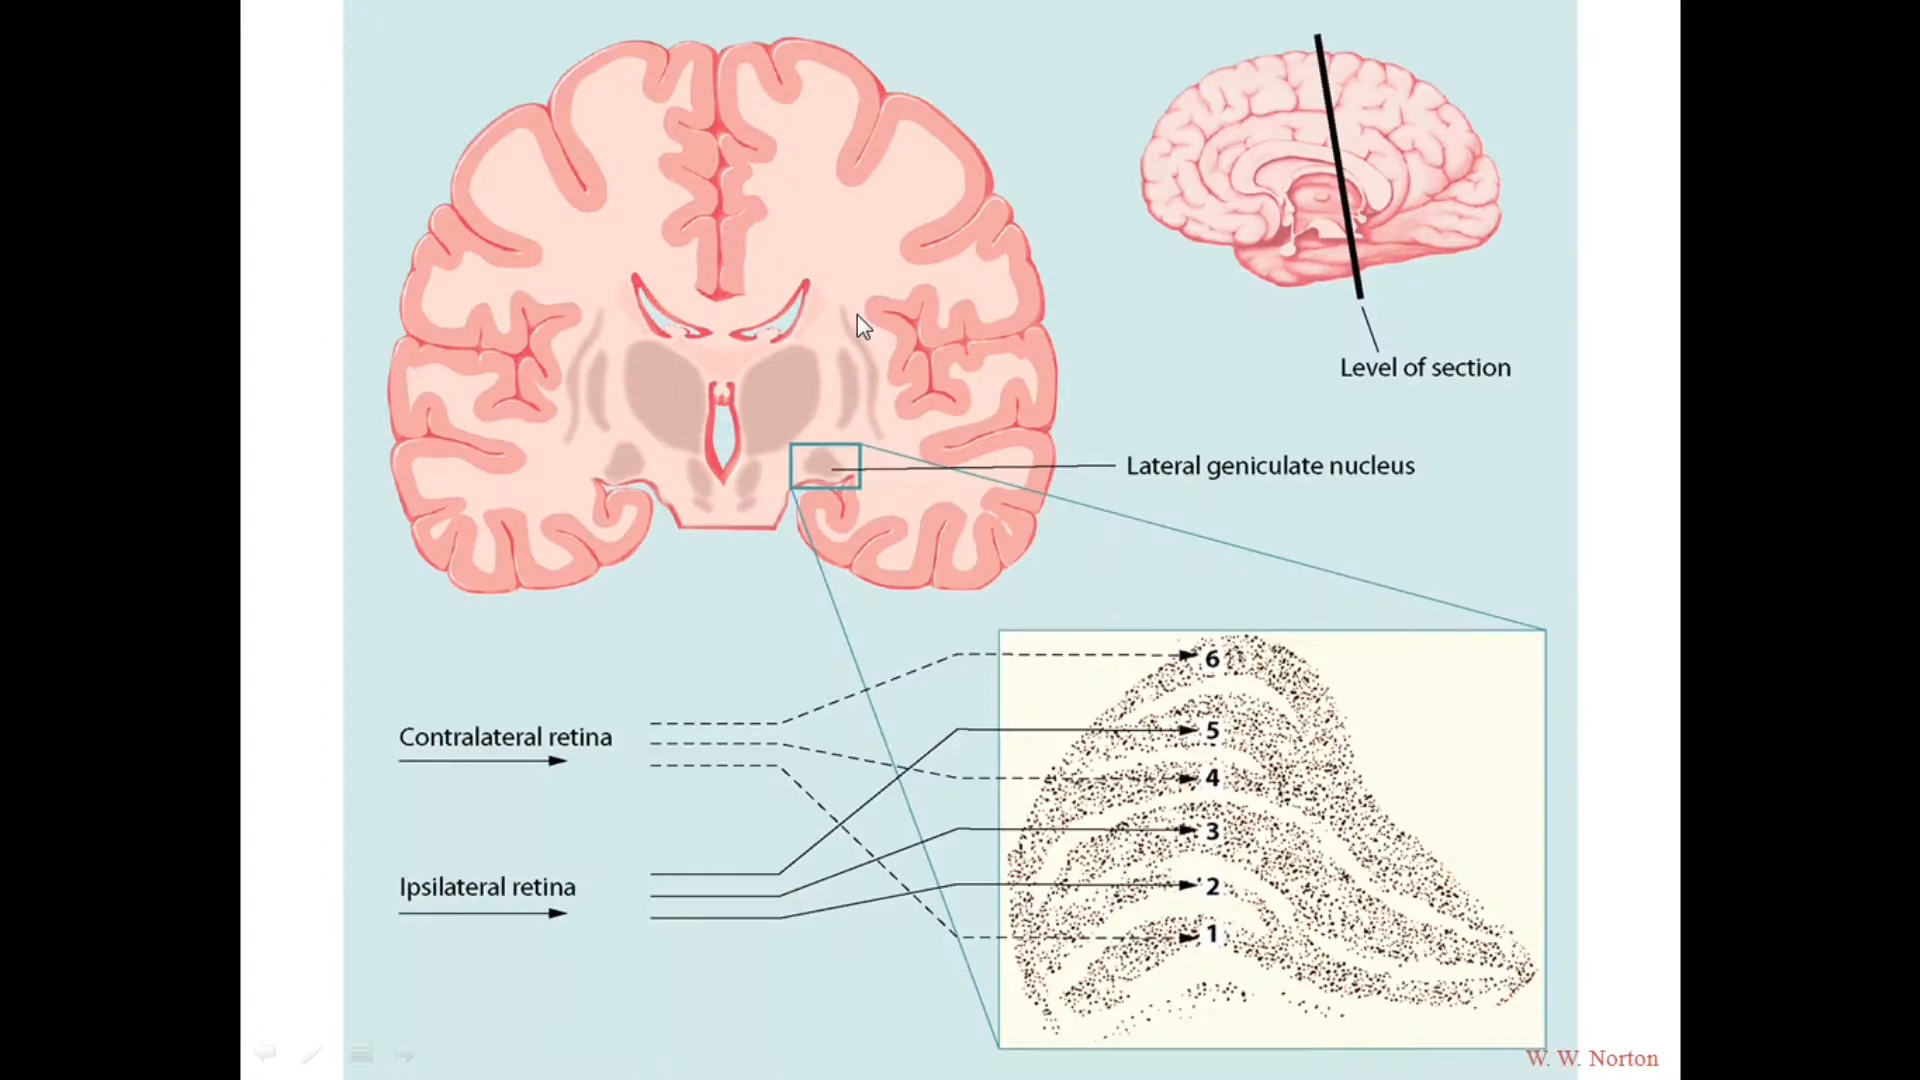 Level of section
Lateral geniculate nucleus
6
5
4
3
2
1
Contralateral retina
Ipsilateral retina
W. W. Norton